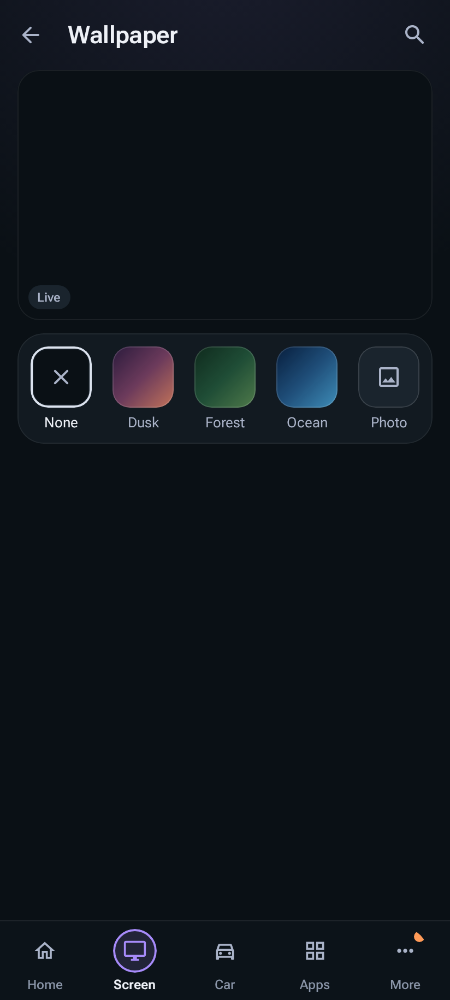 Wallpaper
Live
None
Dusk
Forest
Ocean
Photo
Home
Screen
Car
Apps
More